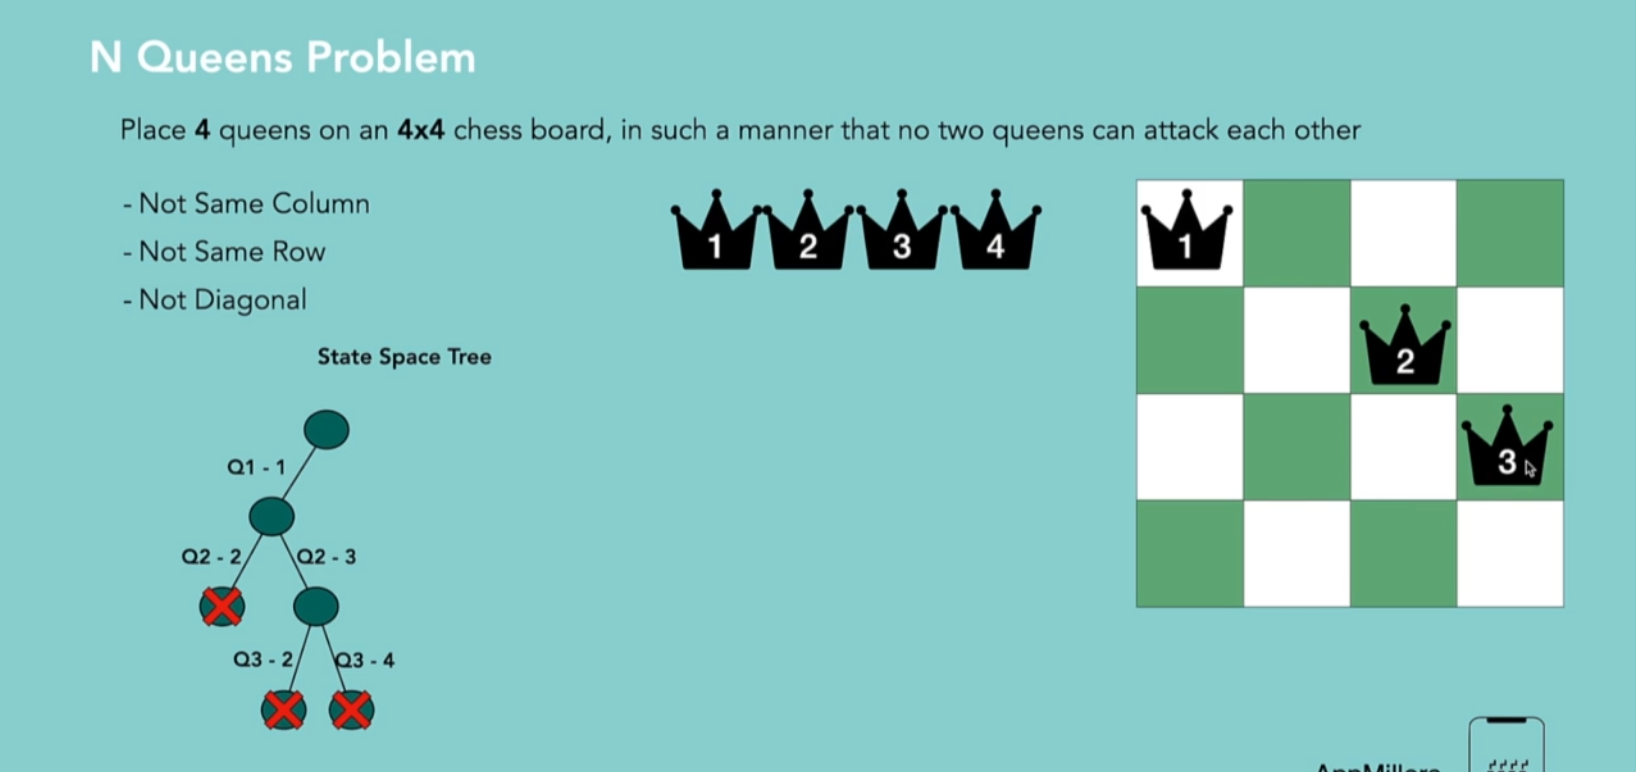 N Queens Problem
Place 4 queens on an 4x4 chess board, in such a manner that no two queens can attack each other
- Not Same Column
- Not Same Row
- Not Diagonal
1 2 3 4
1
2
3
State Space Tree
Q1 - 1
Q2 - 2 Q2 - 3
Q3 - 2 Q3 - 4
AppMillers